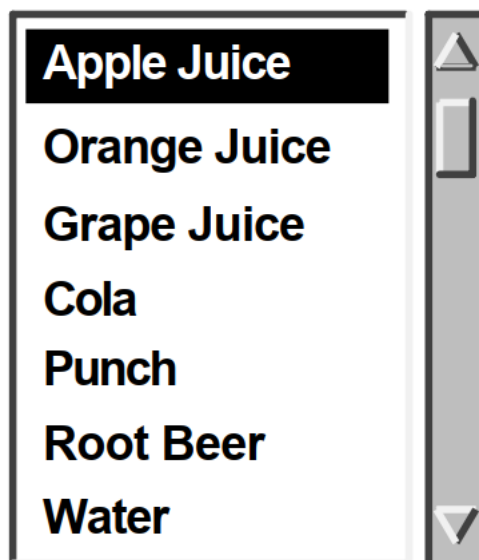 Apple Juice
Orange Juice
Grape Juice
Cola
Punch
Root Beer
Water